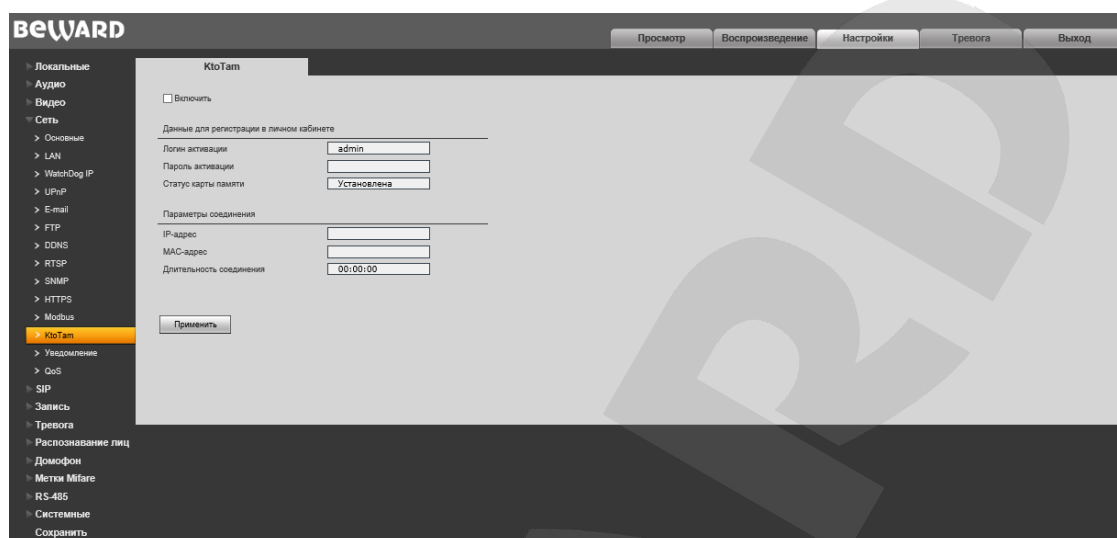 BEWARD
Просмотр
Воспроизведение
Настройки
Тревога
Выход
Локальные
Аудио
Видео
Сеть
Основные
LAN
WatchDog IP
UPnP
E-mail
FTP
DDNS
RTSP
SNMP
HTTPS
Modbus
KtoTam
Уведомление
QoS
SIP
Запись
Тревога
Распознавание лиц
Домофон
Метки Mifare
RS-485
Системные
Сохранить
KtoTam
Включить
Данные для регистрации в личном кабинете
Логин активации admin
Пароль активации
Статус карты памяти Установлена
Параметры соединения
IP-адрес
MAC-адрес
Длительность соединения 00:00:00
Применить